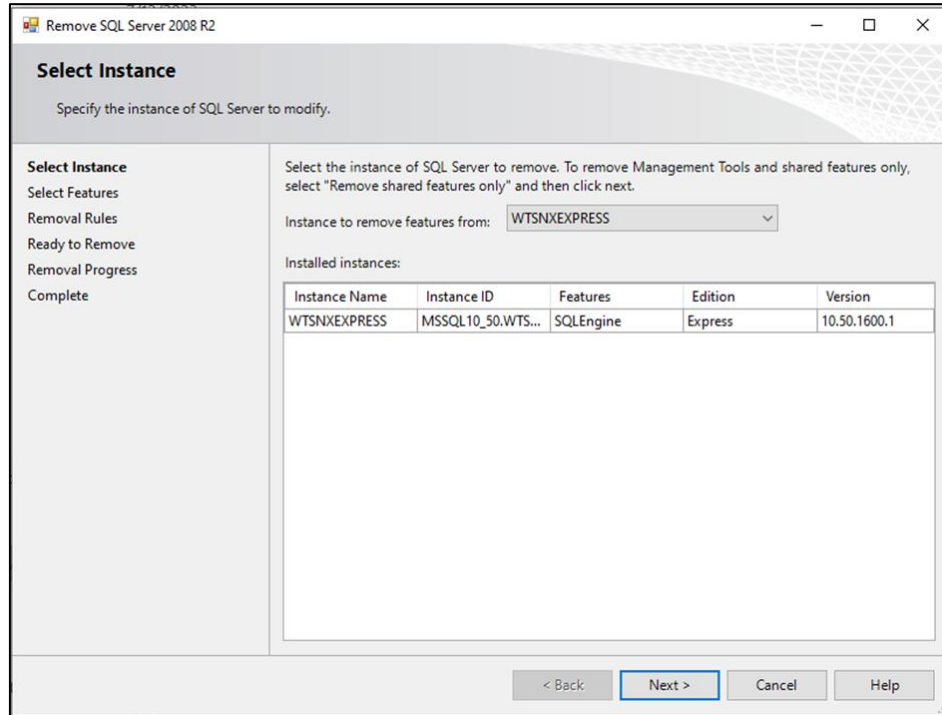 Remove SQL Server 2008 R2
Select Instance
Specify the instance of SQL Server to modify.
Select Instance
Select Features
Removal Rules
Ready to Remove
Removal Progress
Complete
Select the instance of SQL Server to remove. To remove Management Tools and shared features only,
select "Remove shared features only" and then click next.
Instance to remove features from: WTSNXEXPRESS
Installed instances:
Instance Name Instance ID Features Edition Version
WTSNXEXPRESS MSSQL10_50.WTS... SQLEngine Express 10.50.1600.1
< Back Next > Cancel Help